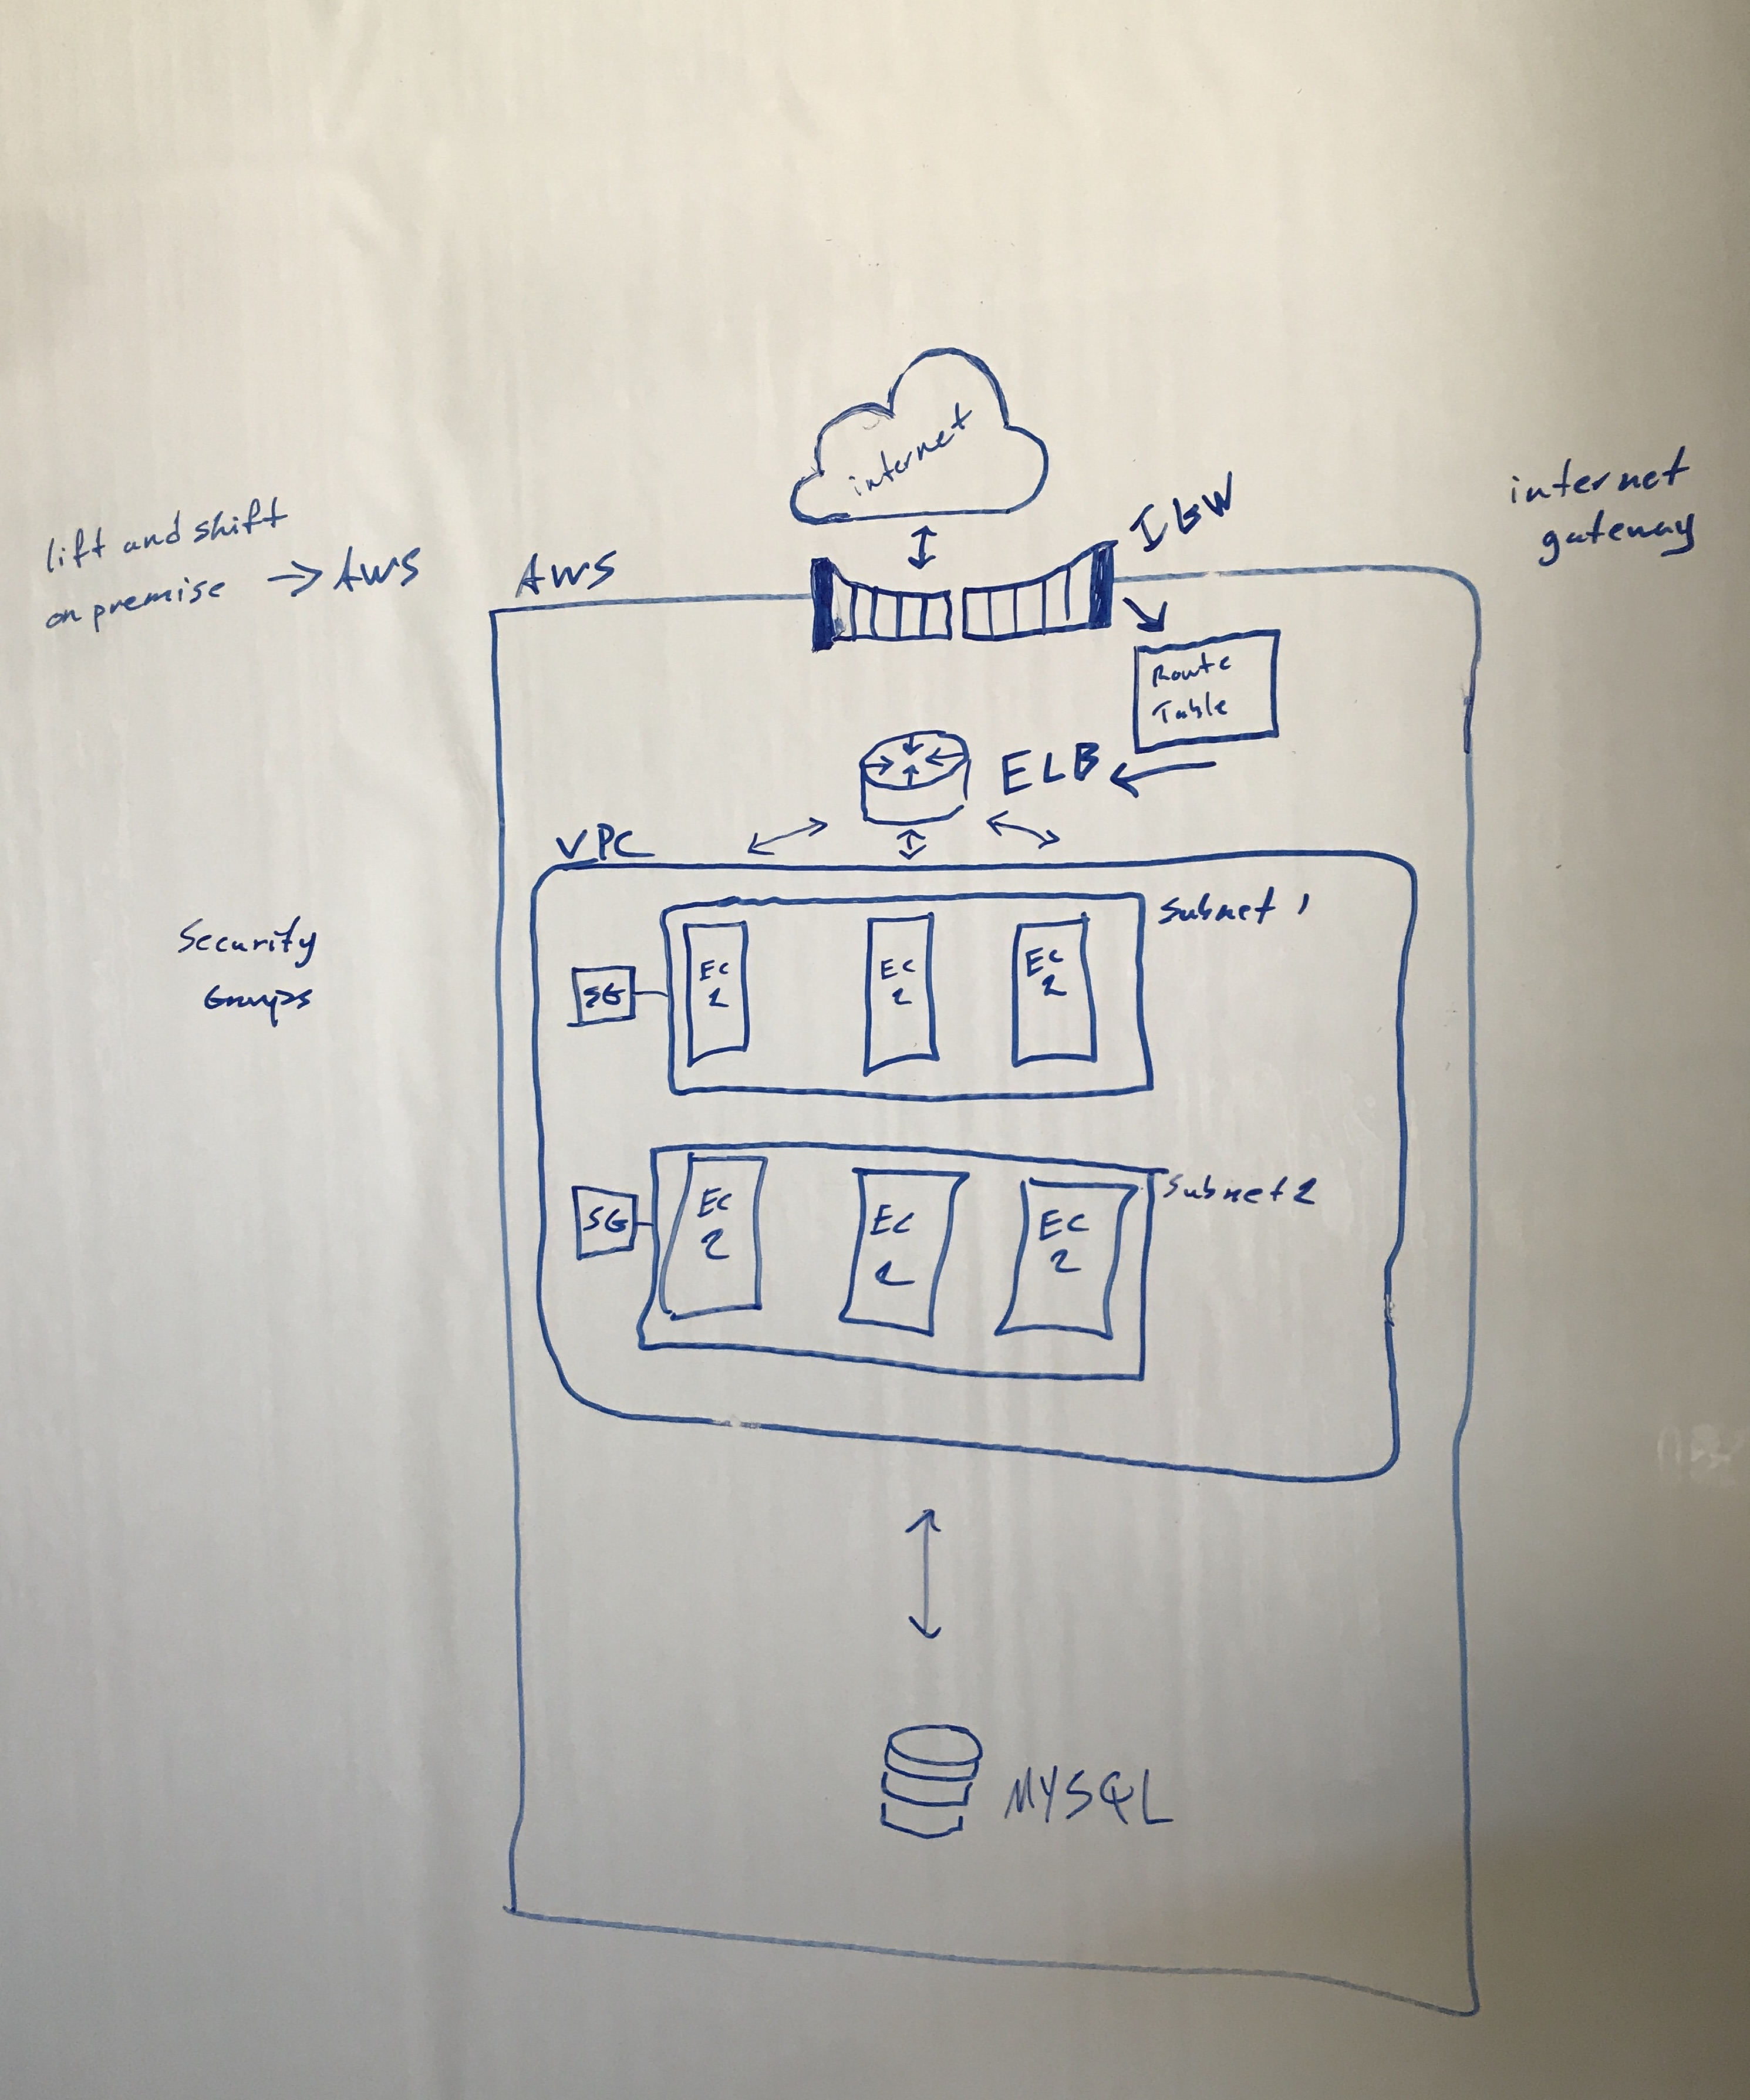 internet
IGW
internet
gateway
lift and shift
on premise → AWS
AWS
Route
Table
ELB
VPC
Subnet 1
EC
2
EC
2
EC
2
SG
Security
Groups
Subnet 2
EC
2
EC
2
EC
2
SG
MYSQL